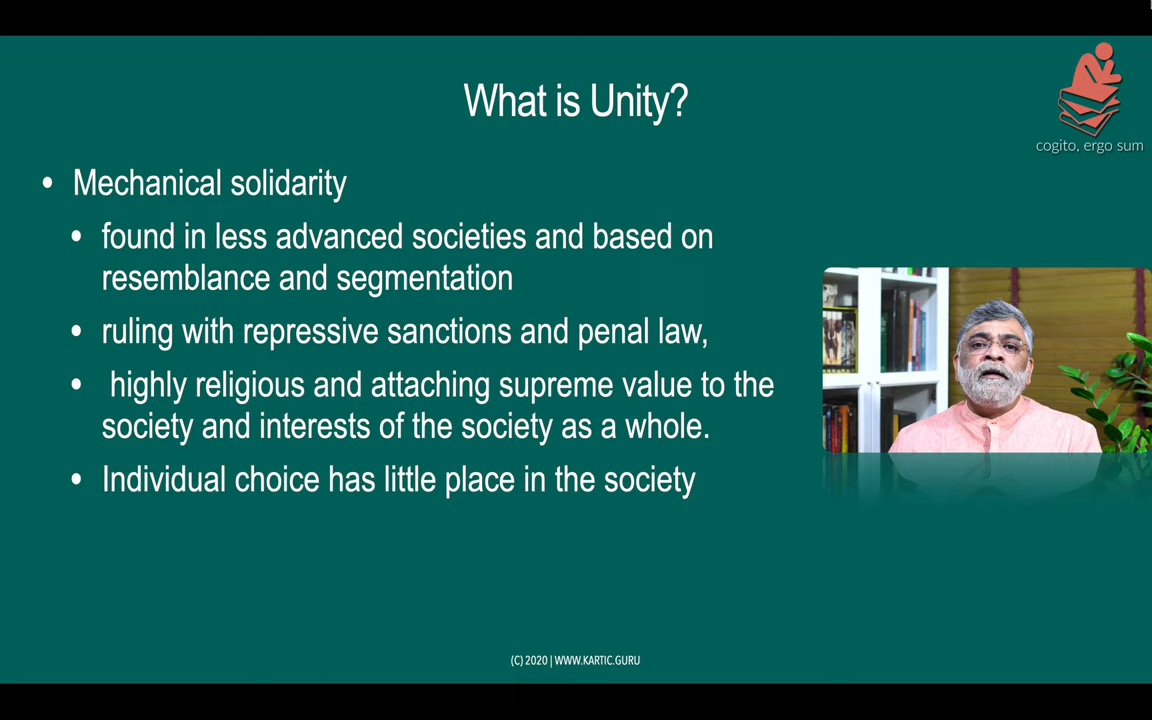 What is Unity?
cogito, ergo sum
• Mechanical solidarity
• found in less advanced societies and based on
resemblance and segmentation
• ruling with repressive sanctions and penal law,
• highly religious and attaching supreme value to the
society and interests of the society as a whole.
• Individual choice has little place in the society
(C) 2020 | WWW.KARTIC.GURU